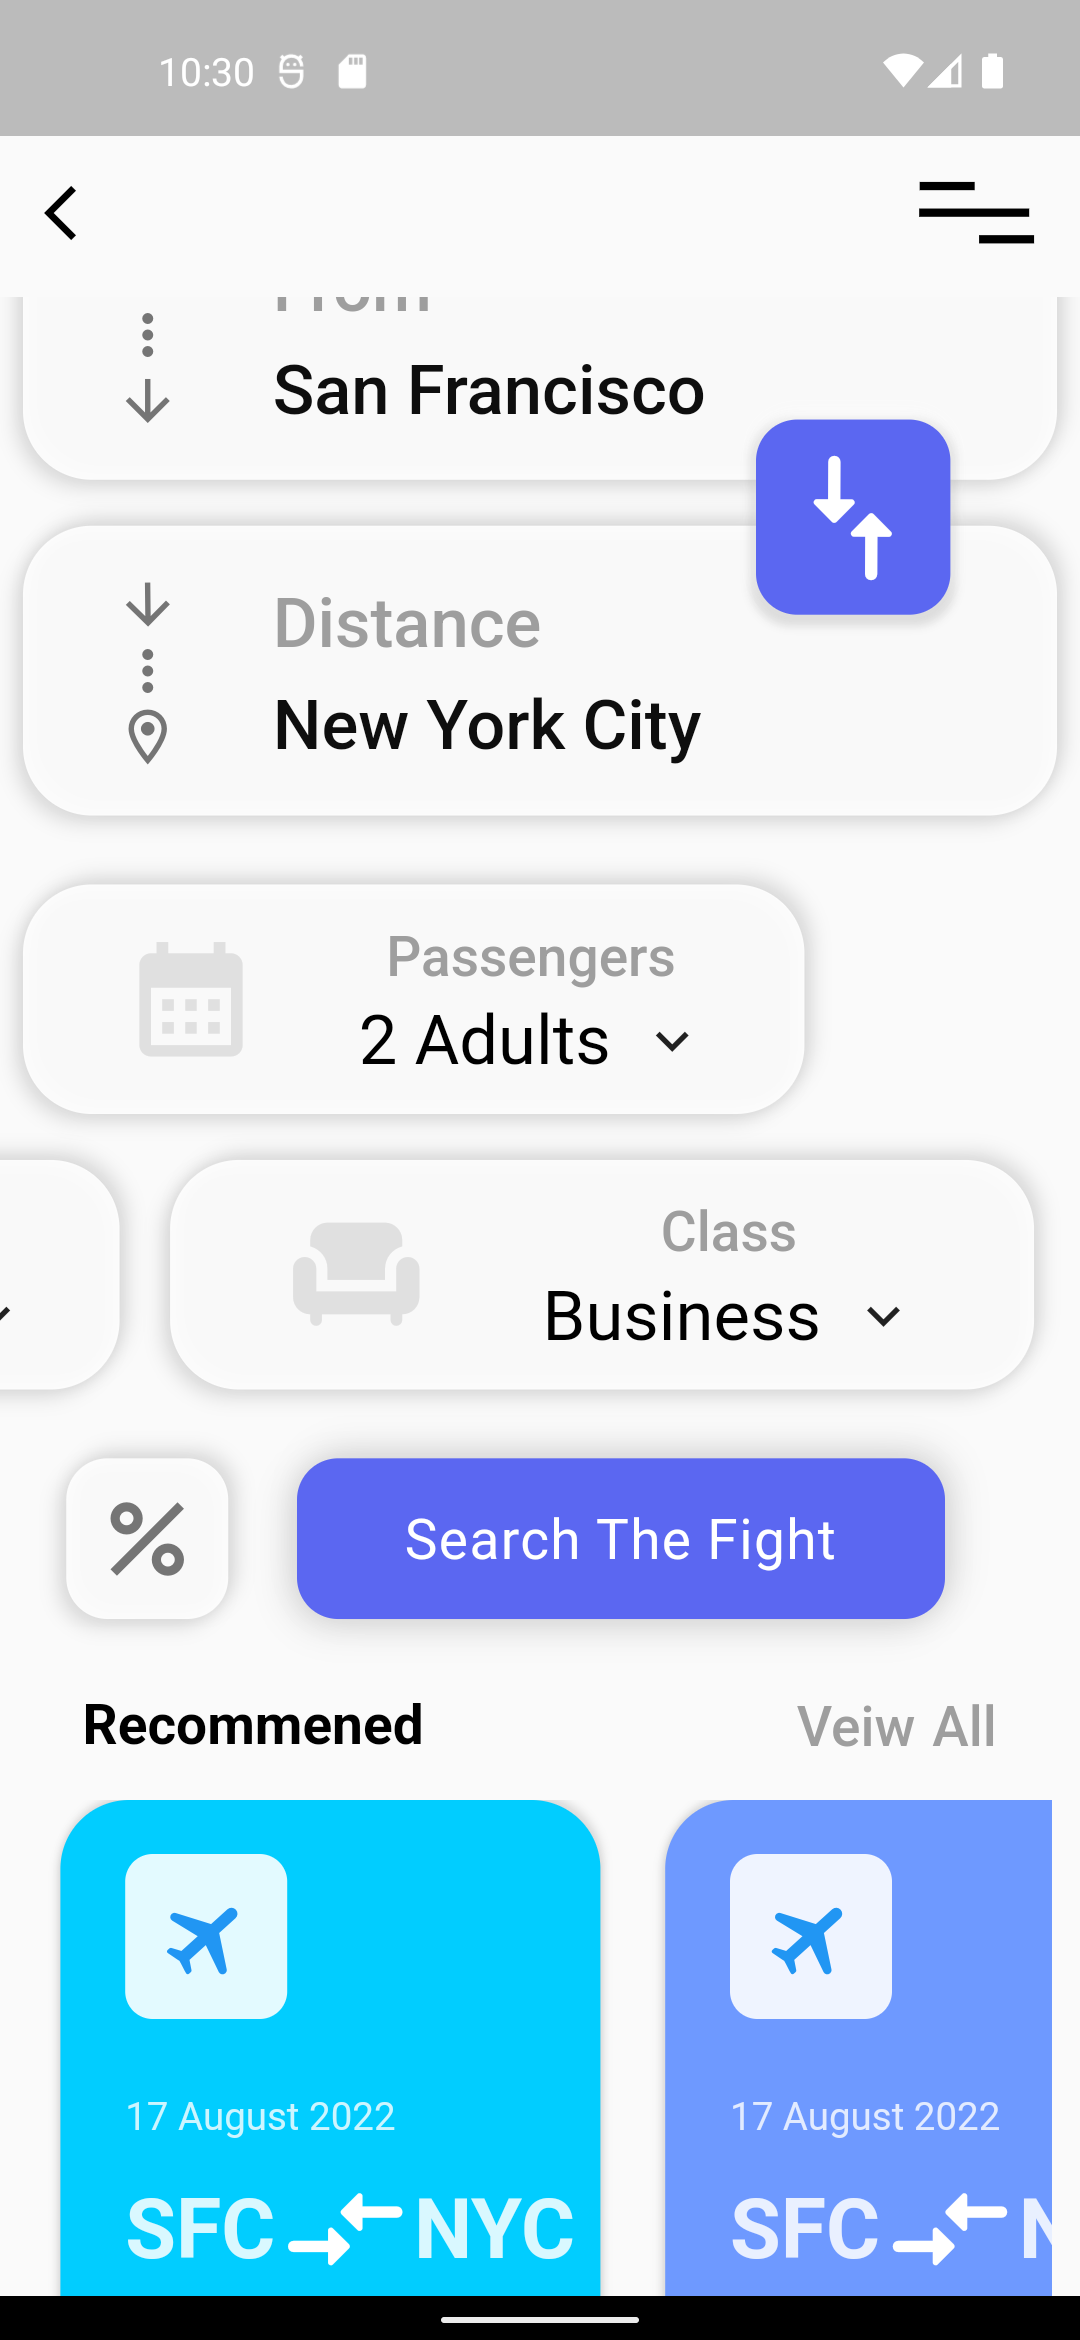 10:30
From
San Francisco
Distance
New York City
Passengers
2 Adults
Class
Business
Search The Fight
Recommened
Veiw All
17 August 2022
17 August 2022
SFC NYC
SFC